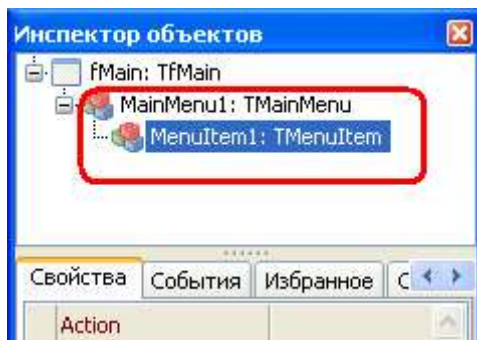 Инспектор объектов
fMain: TfMain
MainMenu1: TMainMenu
MenuItem1: TMenuItem
Свойства События Избранное С
Action